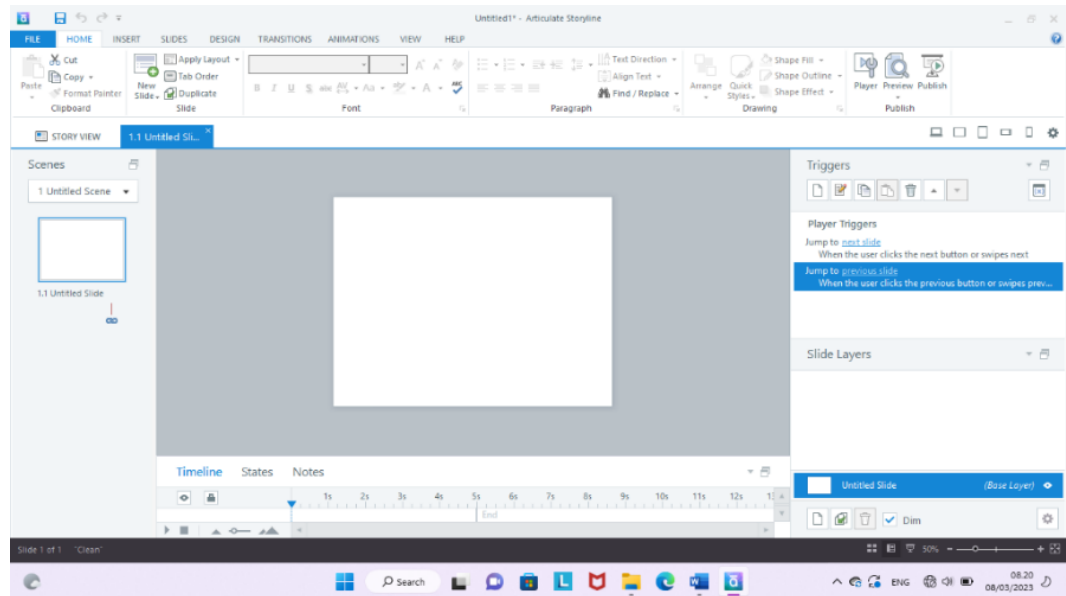 Untitled1* - Articulate Storyline
FILE HOME INSERT SLIDES DESIGN TRANSITIONS ANIMATIONS VIEW HELP
Paste
Cut
Copy
Format Painter
Clipboard
New Slide
Apply Layout
Tab Order
Duplicate
Slide
Font
Text Direction
Align Text
Find / Replace
Paragraph
Arrange
Quick Styles
Shape Fill
Shape Outline
Shape Effect
Drawing
Player Preview Publish
Publish
STORY VIEW
1.1 Untitled Sli...
Scenes
1 Untitled Scene
1.1 Untitled Slide
Triggers
Player Triggers
Jump to next slide
When the user clicks the next button or swipes next
Jump to previous slide
When the user clicks the previous button or swipes prev...
Slide Layers
Untitled Slide (Base Layer)
Dim
Timeline States Notes
1s 2s 3s 4s 5s 6s 7s 8s 9s 10s 11s 12s
End
Slide 1 of 1 "Clean"
50%
Search
ENG
08.20
08/03/2023